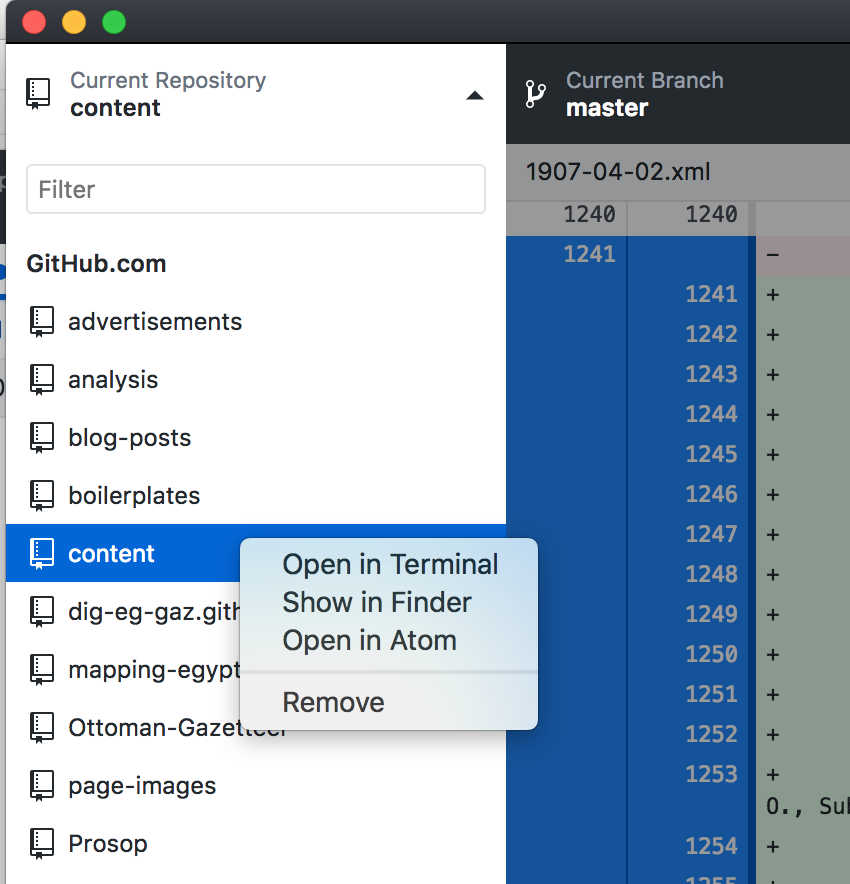 Current Repository
content
Current Branch
master
Filter
1907-04-02.xml
GitHub.com
advertisements
analysis
blog-posts
boilerplates
content
dig-eg-gaz.gith
mapping-egypt
Ottoman-Gazetteer
page-images
Prosop
Open in Terminal
Show in Finder
Open in Atom
Remove
1240 1240
1241 −
1241 +
1242 +
1243 +
1244 +
1245 +
1246 +
1247 +
1248 +
1249 +
1250 +
1251 +
1252 +
1253 +
O., Sub
1254 +
1255 +